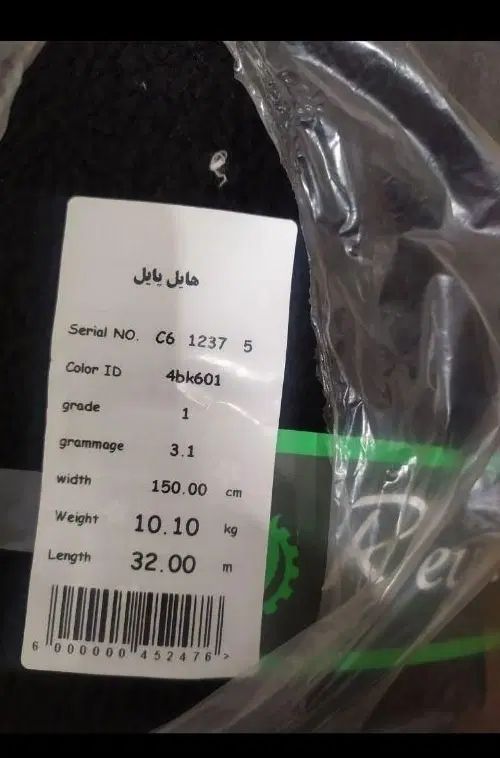 هایل پایل
Serial NO. C6 1237 5
Color ID 4bk601
grade 1
grammage 3.1
width 150.00 cm
Weight 10.10 kg
Length 32.00 m
6 000000 452476 >